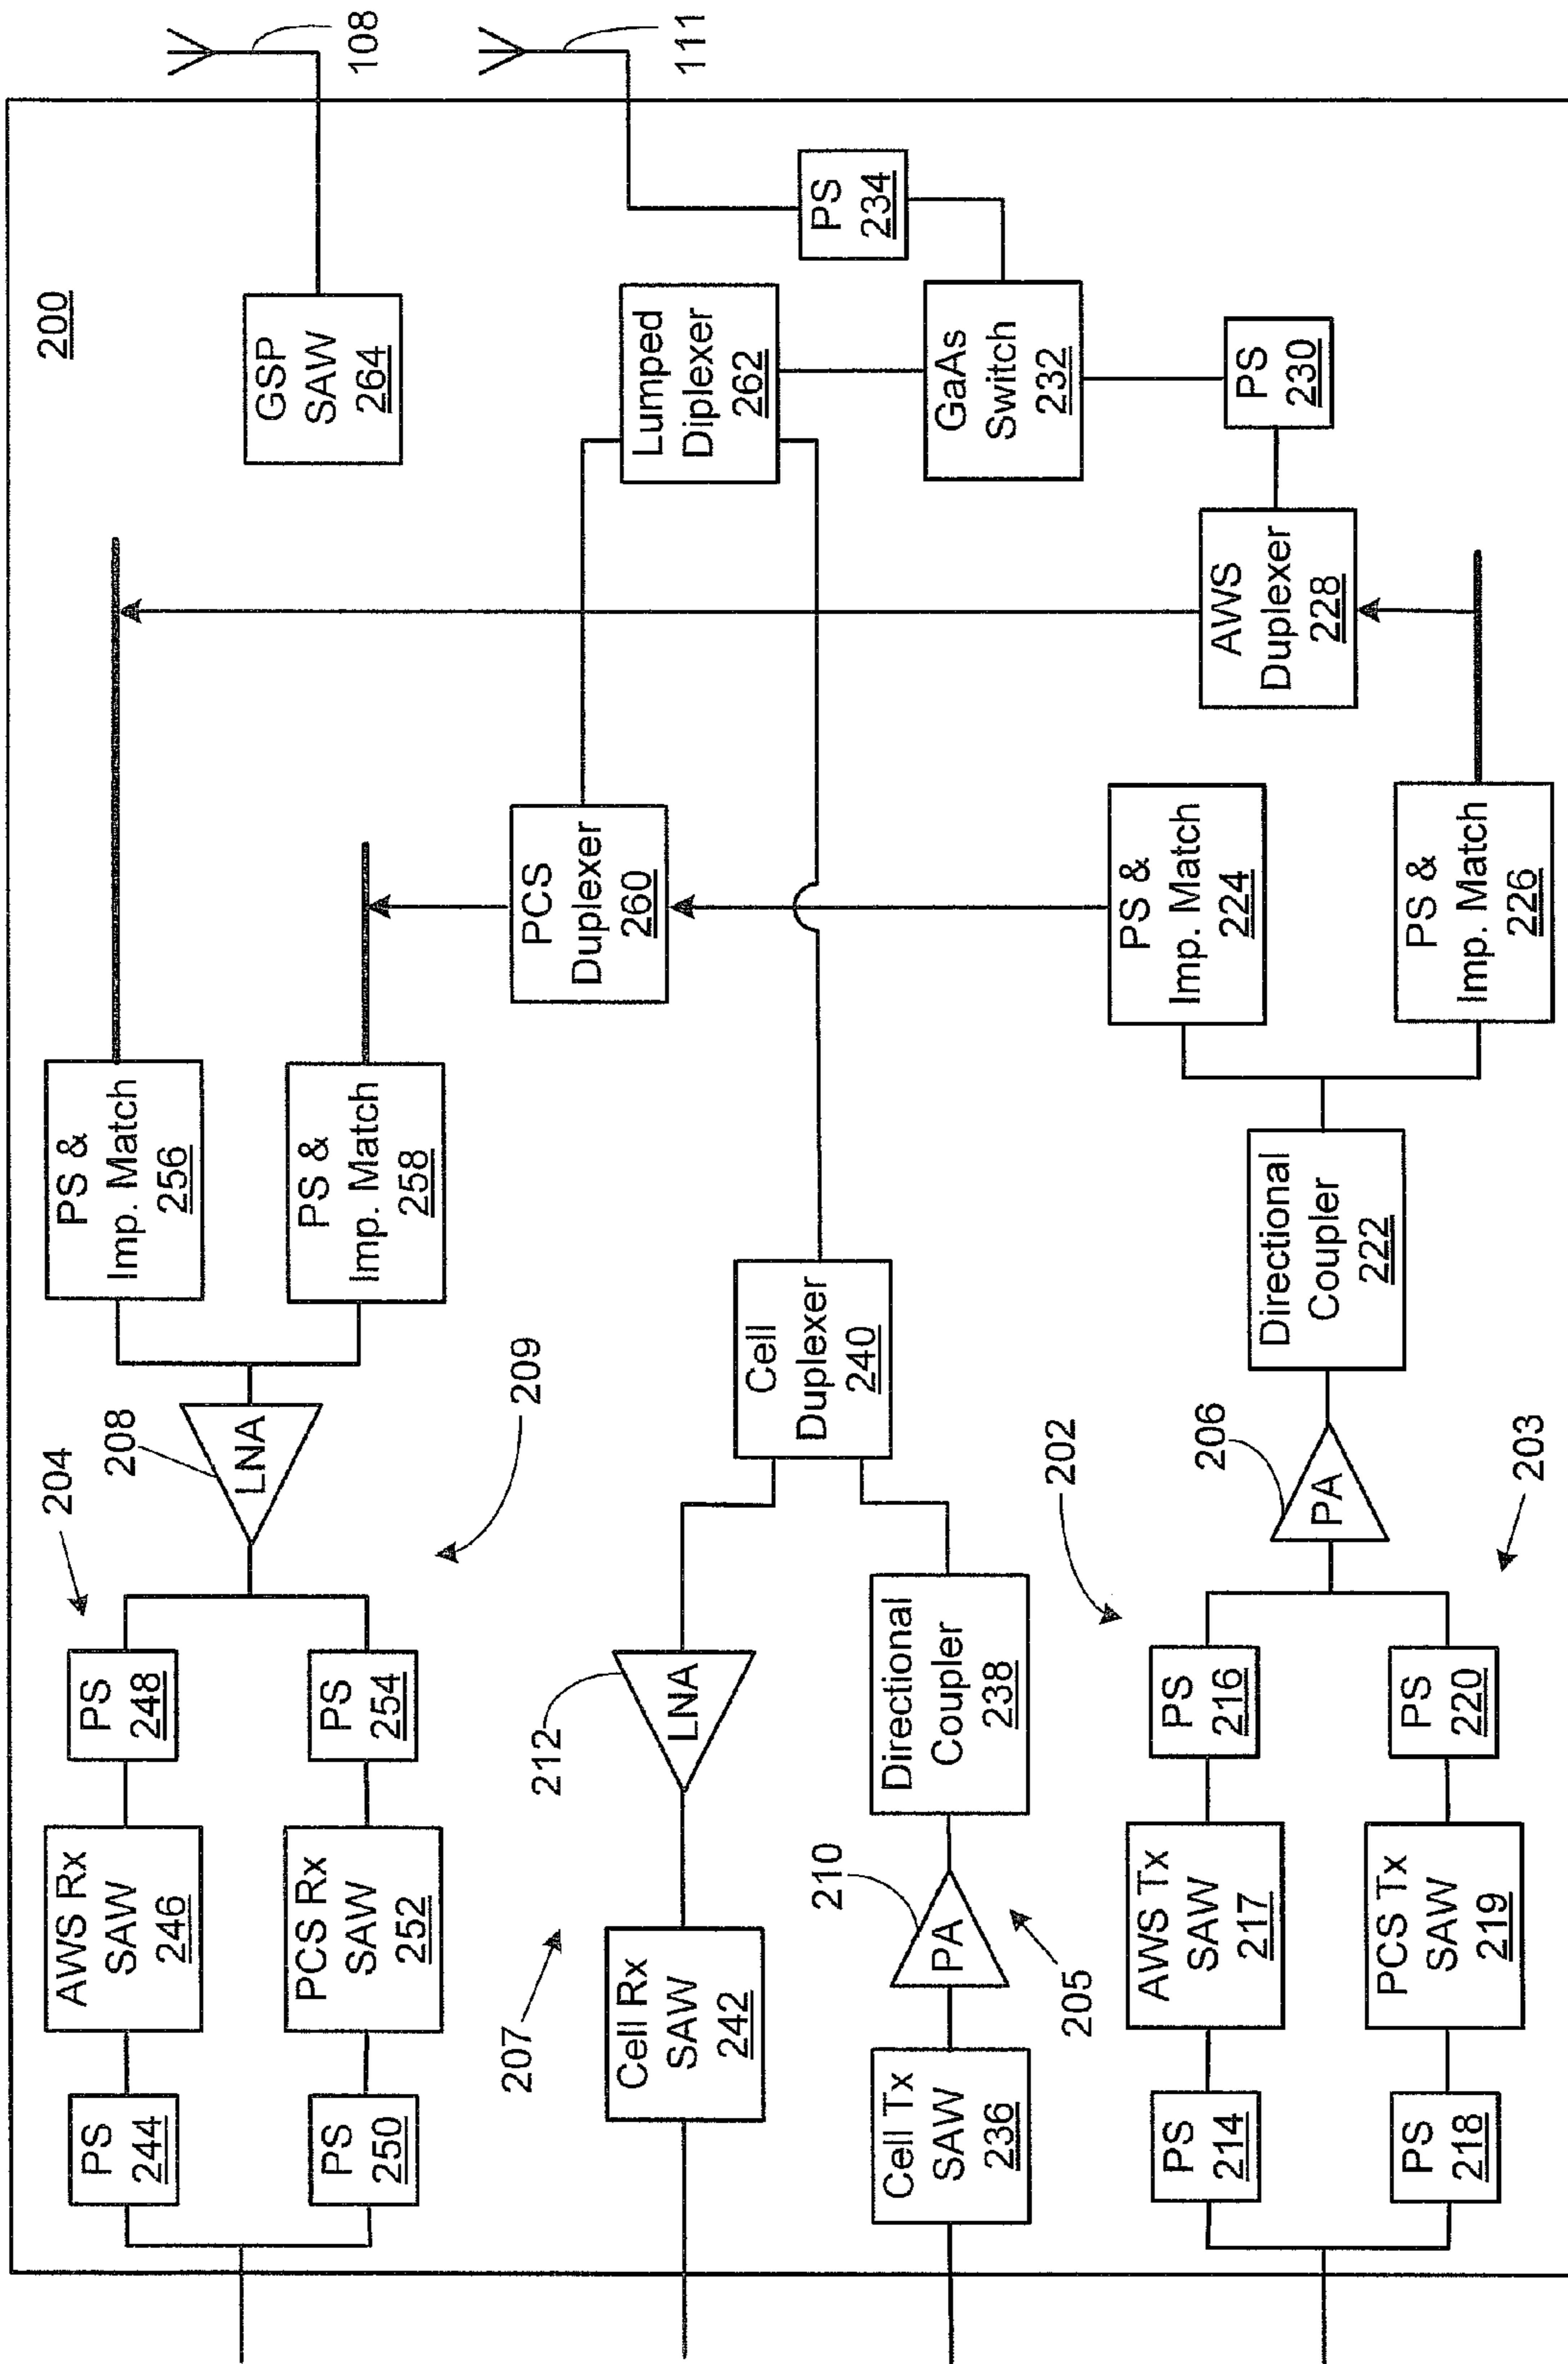 200
108
111
GSP
SAW
264
PS
234
Lumped
Diplexer
262
GaAs
Switch
232
PS
230
AWS
Duplexer
228
PCS
Duplexer
260
PS &
Imp. Match
224
PS &
Imp. Match
226
PS &
Imp. Match
256
PS &
Imp. Match
258
Cell
Duplexer
240
Directional
Coupler
222
204
208
LNA
209
202
206
PA
203
PS
248
PS
254
212
LNA
Directional
Coupler
238
PS
216
PS
220
AWS Rx
SAW
246
PCS Rx
SAW
252
207
Cell Rx
SAW
242
210
PA
205
AWS Tx
SAW
217
PCS Tx
SAW
219
PS
244
PS
250
Cell Tx
SAW
236
PS
214
PS
218